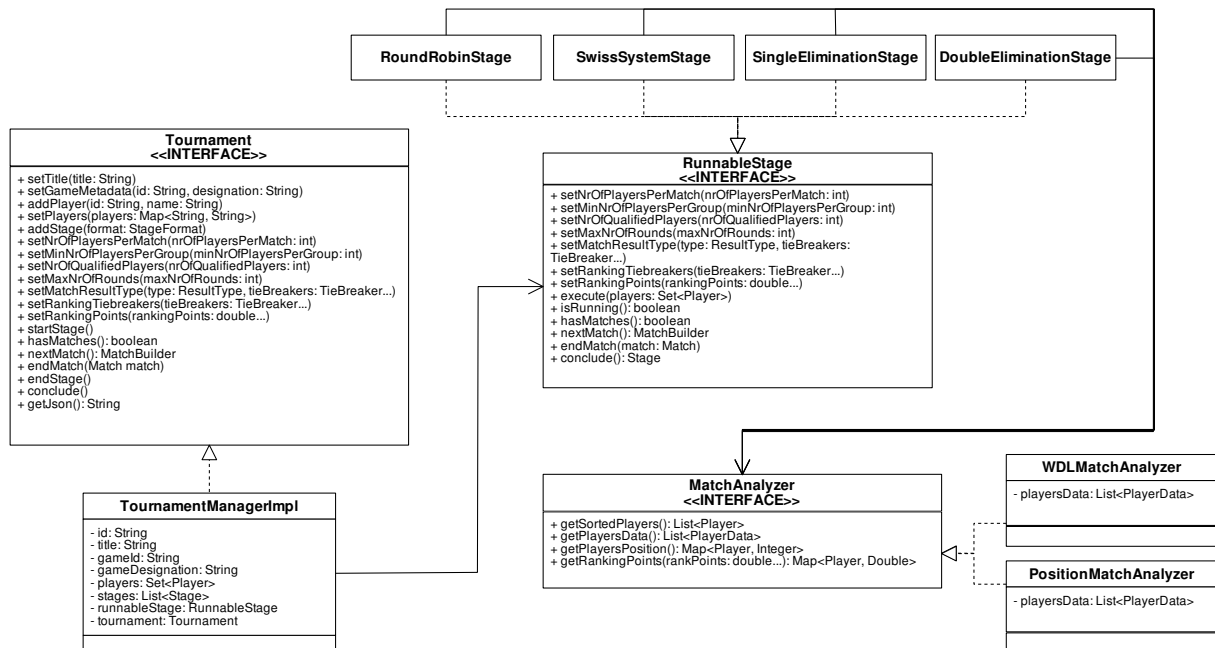 RoundRobinStage
SwissSystemStage
SingleEliminationStage
DoubleEliminationStage
Tournament
<<INTERFACE>>
+ setTitle(title: String)
+ setGameMetadata(id: String, designation: String)
+ addPlayer(id: String, name: String)
+ setPlayers(players: Map<String, String>)
+ addStage(format: StageFormat)
+ setNrOfPlayersPerMatch(nrOfPlayersPerMatch: int)
+ setMinNrOfPlayersPerGroup(minNrOfPlayersPerGroup: int)
+ setNrOfQualifiedPlayers(nrOfQualifiedPlayers: int)
+ setMaxNrOfRounds(maxNrOfRounds: int)
+ setMatchResultType(type: ResultType, tieBreakers: TieBreaker...)
+ setRankingTiebreakers(tieBreakers: TieBreaker...)
+ setRankingPoints(rankingPoints: double...)
+ startStage()
+ hasMatches(): boolean
+ nextMatch(): MatchBuilder
+ endMatch(Match match)
+ endStage()
+ conclude()
+ getJson(): String
RunnableStage
<<INTERFACE>>
+ setNrOfPlayersPerMatch(nrOfPlayersPerMatch: int)
+ setMinNrOfPlayersPerGroup(minNrOfPlayersPerGroup: int)
+ setNrOfQualifiedPlayers(nrOfQualifiedPlayers: int)
+ setMaxNrOfRounds(maxNrOfRounds: int)
+ setMatchResultType(type: ResultType, tieBreakers:
TieBreaker...)
+ setRankingTiebreakers(tieBreakers: TieBreaker...)
+ setRankingPoints(rankingPoints: double...)
+ execute(players: Set<Player>)
+ isRunning(): boolean
+ hasMatches(): boolean
+ nextMatch(): MatchBuilder
+ endMatch(match: Match)
+ conclude(): Stage
TournamentManagerImpl
- id: String
- title: String
- gameId: String
- gameDesignation: String
- players: Set<Player>
- stages: List<Stage>
- runnableStage: RunnableStage
- tournament: Tournament
MatchAnalyzer
<<INTERFACE>>
+ getSortedPlayers(): List<Player>
+ getPlayersData(): List<PlayerData>
+ getPlayersPosition(): Map<Player, Integer>
+ getRankingPoints(rankPoints: double...): Map<Player, Double>
WDLMatchAnalyzer
- playersData: List<PlayerData>
PositionMatchAnalyzer
- playersData: List<PlayerData>